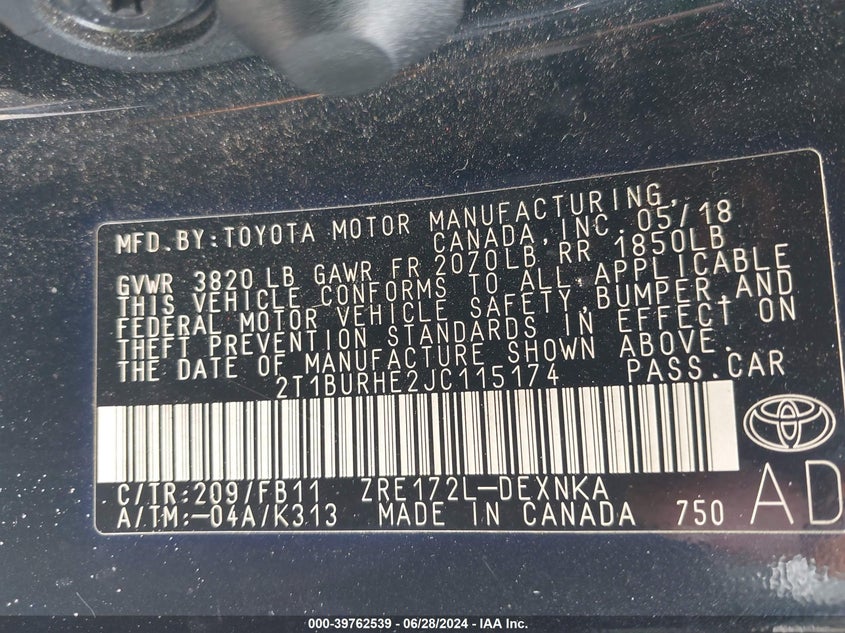 MFD.BY:TOYOTA MOTOR MANUFACTURING,
CANADA,INC. 05/18
GVWR 3820 LB GAWR FR 2070LB, RR 1850LB
THIS VEHICLE CONFORMS TO ALL APPLICABLE
FEDERAL MOTOR VEHICLE SAFETY,BUMPER,AND
THEFT PREVENTION STANDARDS IN EFFECT ON
THE DATE OF MANUFACTURE SHOWN ABOVE.
2T1BURHE2JC115174 PASS.CAR
C/TR:209/FB11 ZRE172L-DEXNKA
A/TM:-04A/K313 MADE IN CANADA 750
AD
000-39762539 - 06/28/2024 - IAA Inc.